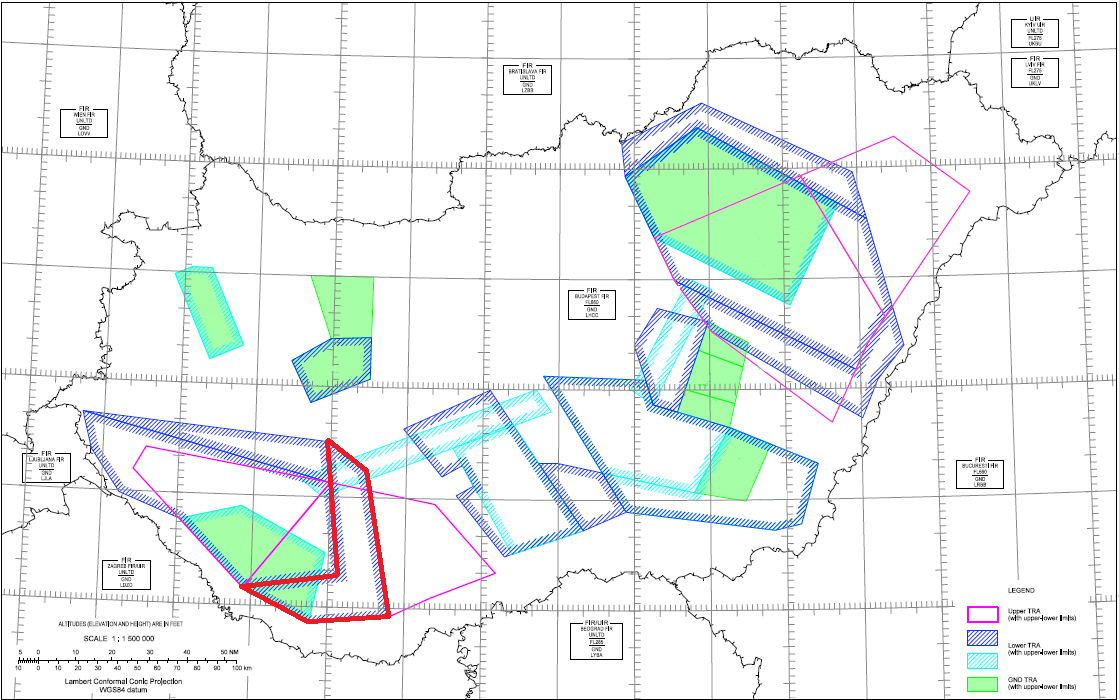 UIR
KYIV UIR
UNLTD
FL275
UKBU
FIR
LVIV FIR
FL275
GND
UKLV
FIR
BRATISLAVA FIR
UNLTD
GND
LZBB
FIR
WIEN FIR
UNLTD
GND
LOVV
FIR
BUDAPEST FIR
FL660
GND
LHCC
FIR
LJUBLJANA FIR
UNLTD
GND
LJLA
FIR
BUCURESTI FIR
FL660
GND
LRBB
FIR
ZAGREB FIR/UIR
UNLTD
GND
LDZO
FIR/UIR
BEOGRAD FIR
UNLTD
FL285
GND
LYBA
ALTITUDES (ELEVATION AND HEIGHT) ARE IN FEET
SCALE 1 : 1 500 000
5 0 10 20 30 40 50 NM
10 0 10 20 30 40 50 60 70 80 90 100 km
Lambert Conformal Conic Projection
WGS84 datum
LEGEND
Upper TRA
(with upper-lower limits)
Lower TRA
(with upper-lower limits)
GND TRA
(with upper-lower limits)